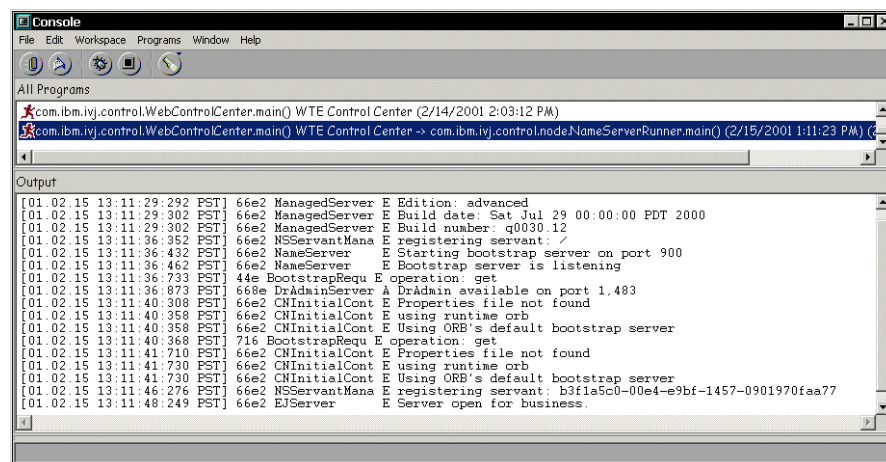 Console
File Edit Workspace Programs Window Help
All Programs
com.ibm.ivj.control.WebControlCenter.main() WTE Control Center (2/14/2001 2:03:12 PM)
com.ibm.ivj.control.WebControlCenter.main() WTE Control Center -> com.ibm.ivj.control.node.NameServerRunner.main() (2/15/2001 1:11:23 PM)
Output
[01.02.15 13:11:29:292 PST] 66e2 ManagedServer E Edition: advanced
[01.02.15 13:11:29:302 PST] 66e2 ManagedServer E Build date: Sat Jul 29 00:00:00 PDT 2000
[01.02.15 13:11:29:302 PST] 66e2 ManagedServer E Build number: q0030.12
[01.02.15 13:11:36:352 PST] 66e2 NSServantMana E registering servant: /
[01.02.15 13:11:36:432 PST] 66e2 NameServer E Starting bootstrap server on port 900
[01.02.15 13:11:36:462 PST] 66e2 NameServer E Bootstrap server is listening
[01.02.15 13:11:36:733 PST] 44e BootstrapRequ E operation: get
[01.02.15 13:11:36:873 PST] 668e DrAdminServer A DrAdmin available on port 1,483
[01.02.15 13:11:40:308 PST] 66e2 CNInitialCont E Properties file not found
[01.02.15 13:11:40:358 PST] 66e2 CNInitialCont E using runtime orb
[01.02.15 13:11:40:358 PST] 66e2 CNInitialCont E Using ORB's default bootstrap server
[01.02.15 13:11:40:368 PST] 716 BootstrapRequ E operation: get
[01.02.15 13:11:41:710 PST] 66e2 CNInitialCont E Properties file not found
[01.02.15 13:11:41:730 PST] 66e2 CNInitialCont E using runtime orb
[01.02.15 13:11:41:730 PST] 66e2 CNInitialCont E Using ORB's default bootstrap server
[01.02.15 13:11:46:276 PST] 66e2 NSServantMana E registering servant: b3f1a5c0-00e4-e9bf-1457-0901970faa77
[01.02.15 13:11:48:249 PST] 66e2 EJServer E Server open for business.